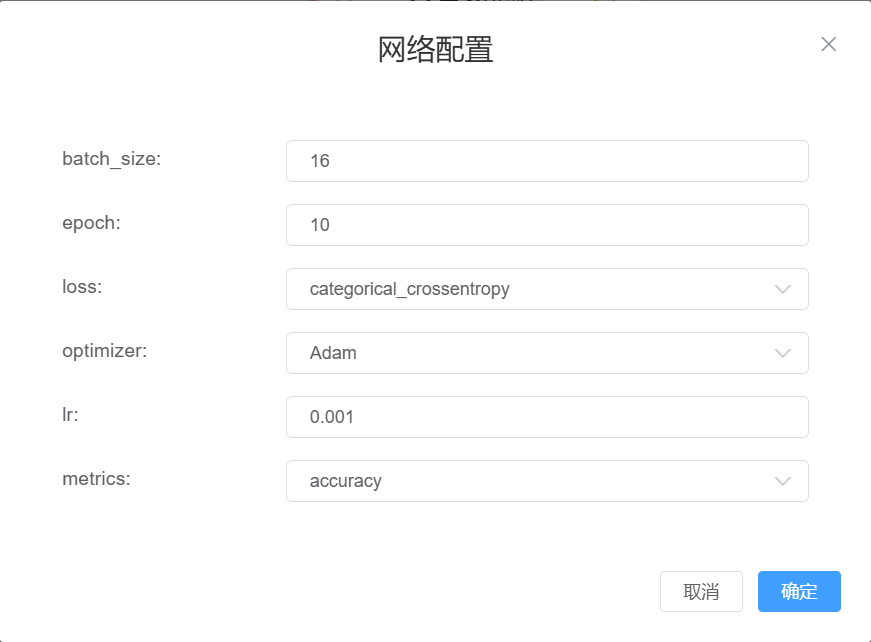 网络配置
batch_size: 16
epoch: 10
loss: categorical_crossentropy
optimizer: Adam
lr: 0.001
metrics: accuracy
取消 确定